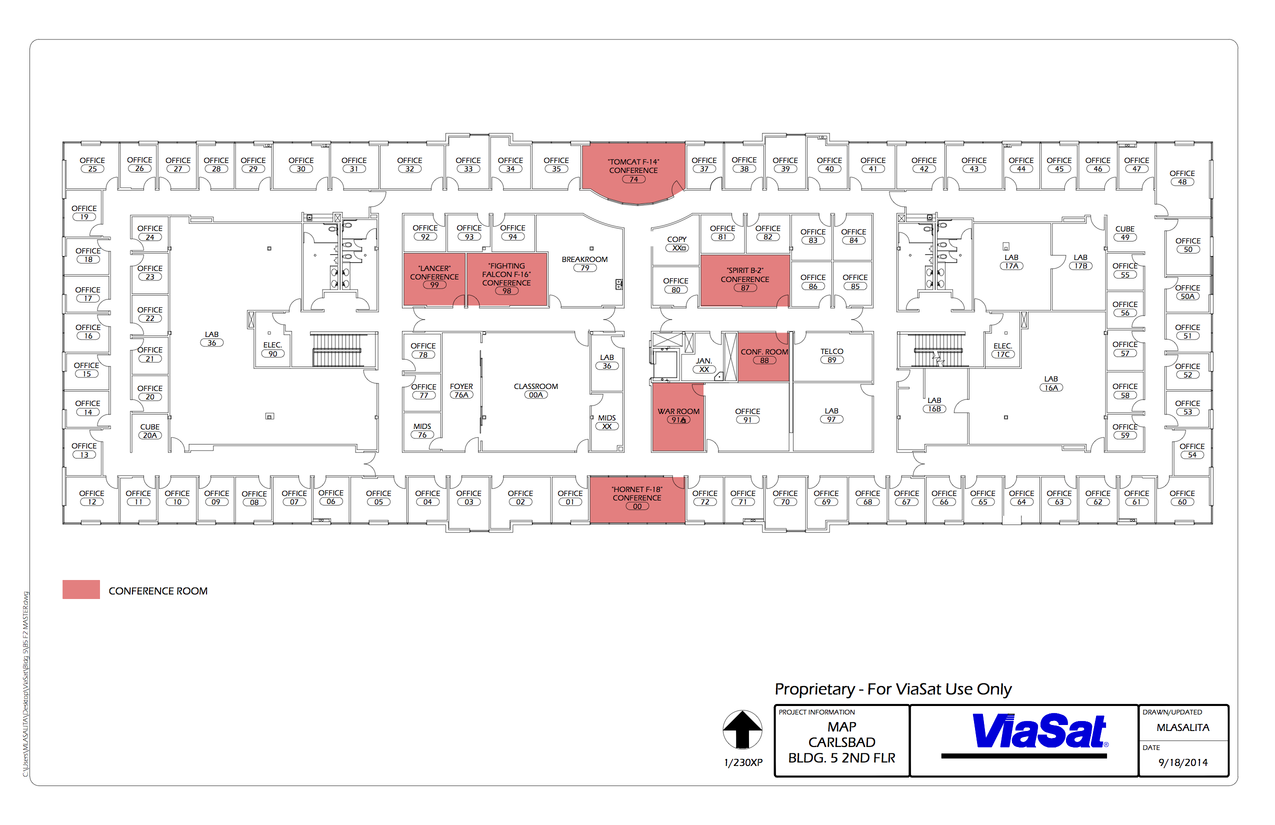 OFFICE
25
OFFICE
26
OFFICE
27
OFFICE
28
OFFICE
29
OFFICE
30
OFFICE
31
OFFICE
32
OFFICE
33
OFFICE
34
OFFICE
35
"TOMCAT F-14"
CONFERENCE
74
OFFICE
37
OFFICE
38
OFFICE
39
OFFICE
40
OFFICE
41
OFFICE
42
OFFICE
43
OFFICE
44
OFFICE
45
OFFICE
46
OFFICE
47
OFFICE
48
OFFICE
19
OFFICE
18
OFFICE
17
OFFICE
16
OFFICE
15
OFFICE
14
OFFICE
13
OFFICE
24
OFFICE
23
OFFICE
22
OFFICE
21
OFFICE
20
CUBE
20A
LAB
36
ELEC.
90
OFFICE
92
OFFICE
93
OFFICE
94
"LANCER"
CONFERENCE
99
"FIGHTING
FALCON F-16"
CONFERENCE
98
BREAKROOM
79
COPY
XX
OFFICE
80
OFFICE
81
OFFICE
82
OFFICE
83
OFFICE
84
"SPIRIT B-2"
CONFERENCE
87
OFFICE
86
OFFICE
85
OFFICE
78
OFFICE
77
MIDS
76
FOYER
76A
CLASSROOM
00A
LAB
36
MIDS
XX
JAN.
XX
CONF. ROOM
88
TELCO
89
WAR ROOM
91
OFFICE
91
LAB
97
LAB
17A
LAB
17B
ELEC.
17C
LAB
16A
LAB
16B
CUBE
49
OFFICE
55
OFFICE
56
OFFICE
57
OFFICE
58
OFFICE
59
OFFICE
50
OFFICE
50A
OFFICE
51
OFFICE
52
OFFICE
53
OFFICE
54
OFFICE
12
OFFICE
11
OFFICE
10
OFFICE
09
OFFICE
08
OFFICE
07
OFFICE
06
OFFICE
05
OFFICE
04
OFFICE
03
OFFICE
02
OFFICE
01
"HORNET F-18"
CONFERENCE
00
OFFICE
72
OFFICE
71
OFFICE
70
OFFICE
69
OFFICE
68
OFFICE
67
OFFICE
66
OFFICE
65
OFFICE
64
OFFICE
63
OFFICE
62
OFFICE
61
OFFICE
60
CONFERENCE ROOM
C:\Users\MLASALITA\Desktop\ViaSat\Bldg 5\B5 F2 MASTER.dwg
Proprietary - For ViaSat Use Only
1/230XP
PROJECT INFORMATION
MAP
CARLSBAD
BLDG. 5 2ND FLR
ViaSat®
DRAWN/UPDATED
MLASALITA
DATE
9/18/2014